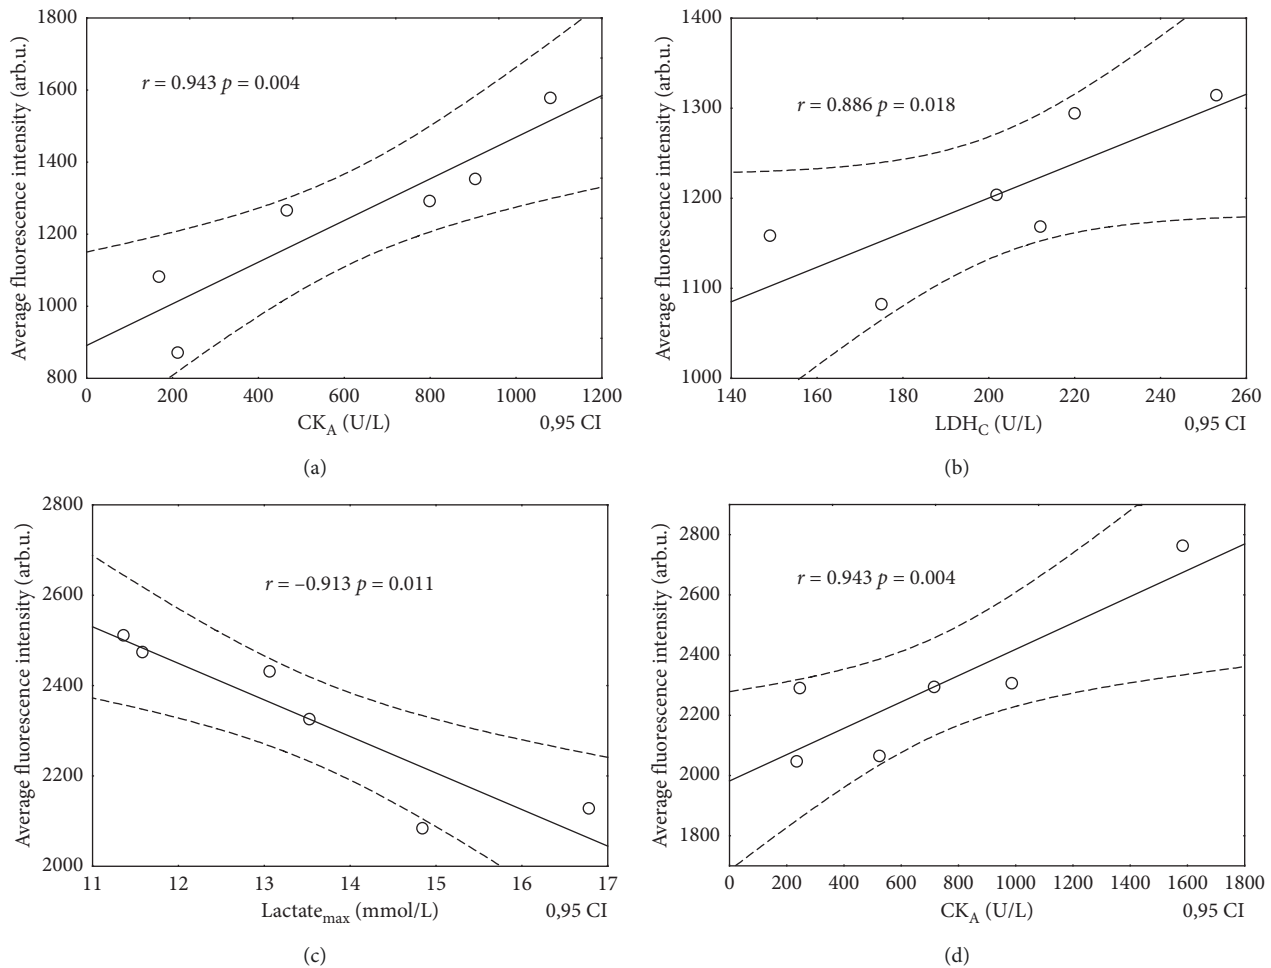 Average fluorescence intensity (arb.u.)
1800
1600
1400
1200
1000
800
r = 0.943 p = 0.004
0 200 400 600 800 1000 1200
CK_A (U/L) 0,95 CI
(a)
Average fluorescence intensity (arb.u.)
1400
1300
1200
1100
1000
r = 0.886 p = 0.018
140 160 180 200 220 240 260
LDH_C (U/L) 0,95 CI
(b)
Average fluorescence intensity (arb.u.)
2800
2600
2400
2200
2000
r = –0.913 p = 0.011
11 12 13 14 15 16 17
Lactate_max (mmol/L) 0,95 CI
(c)
Average fluorescence intensity (arb.u.)
2800
2600
2400
2200
2000
1800
r = 0.943 p = 0.004
0 200 400 600 800 1000 1200 1400 1600 1800
CK_A (U/L) 0,95 CI
(d)